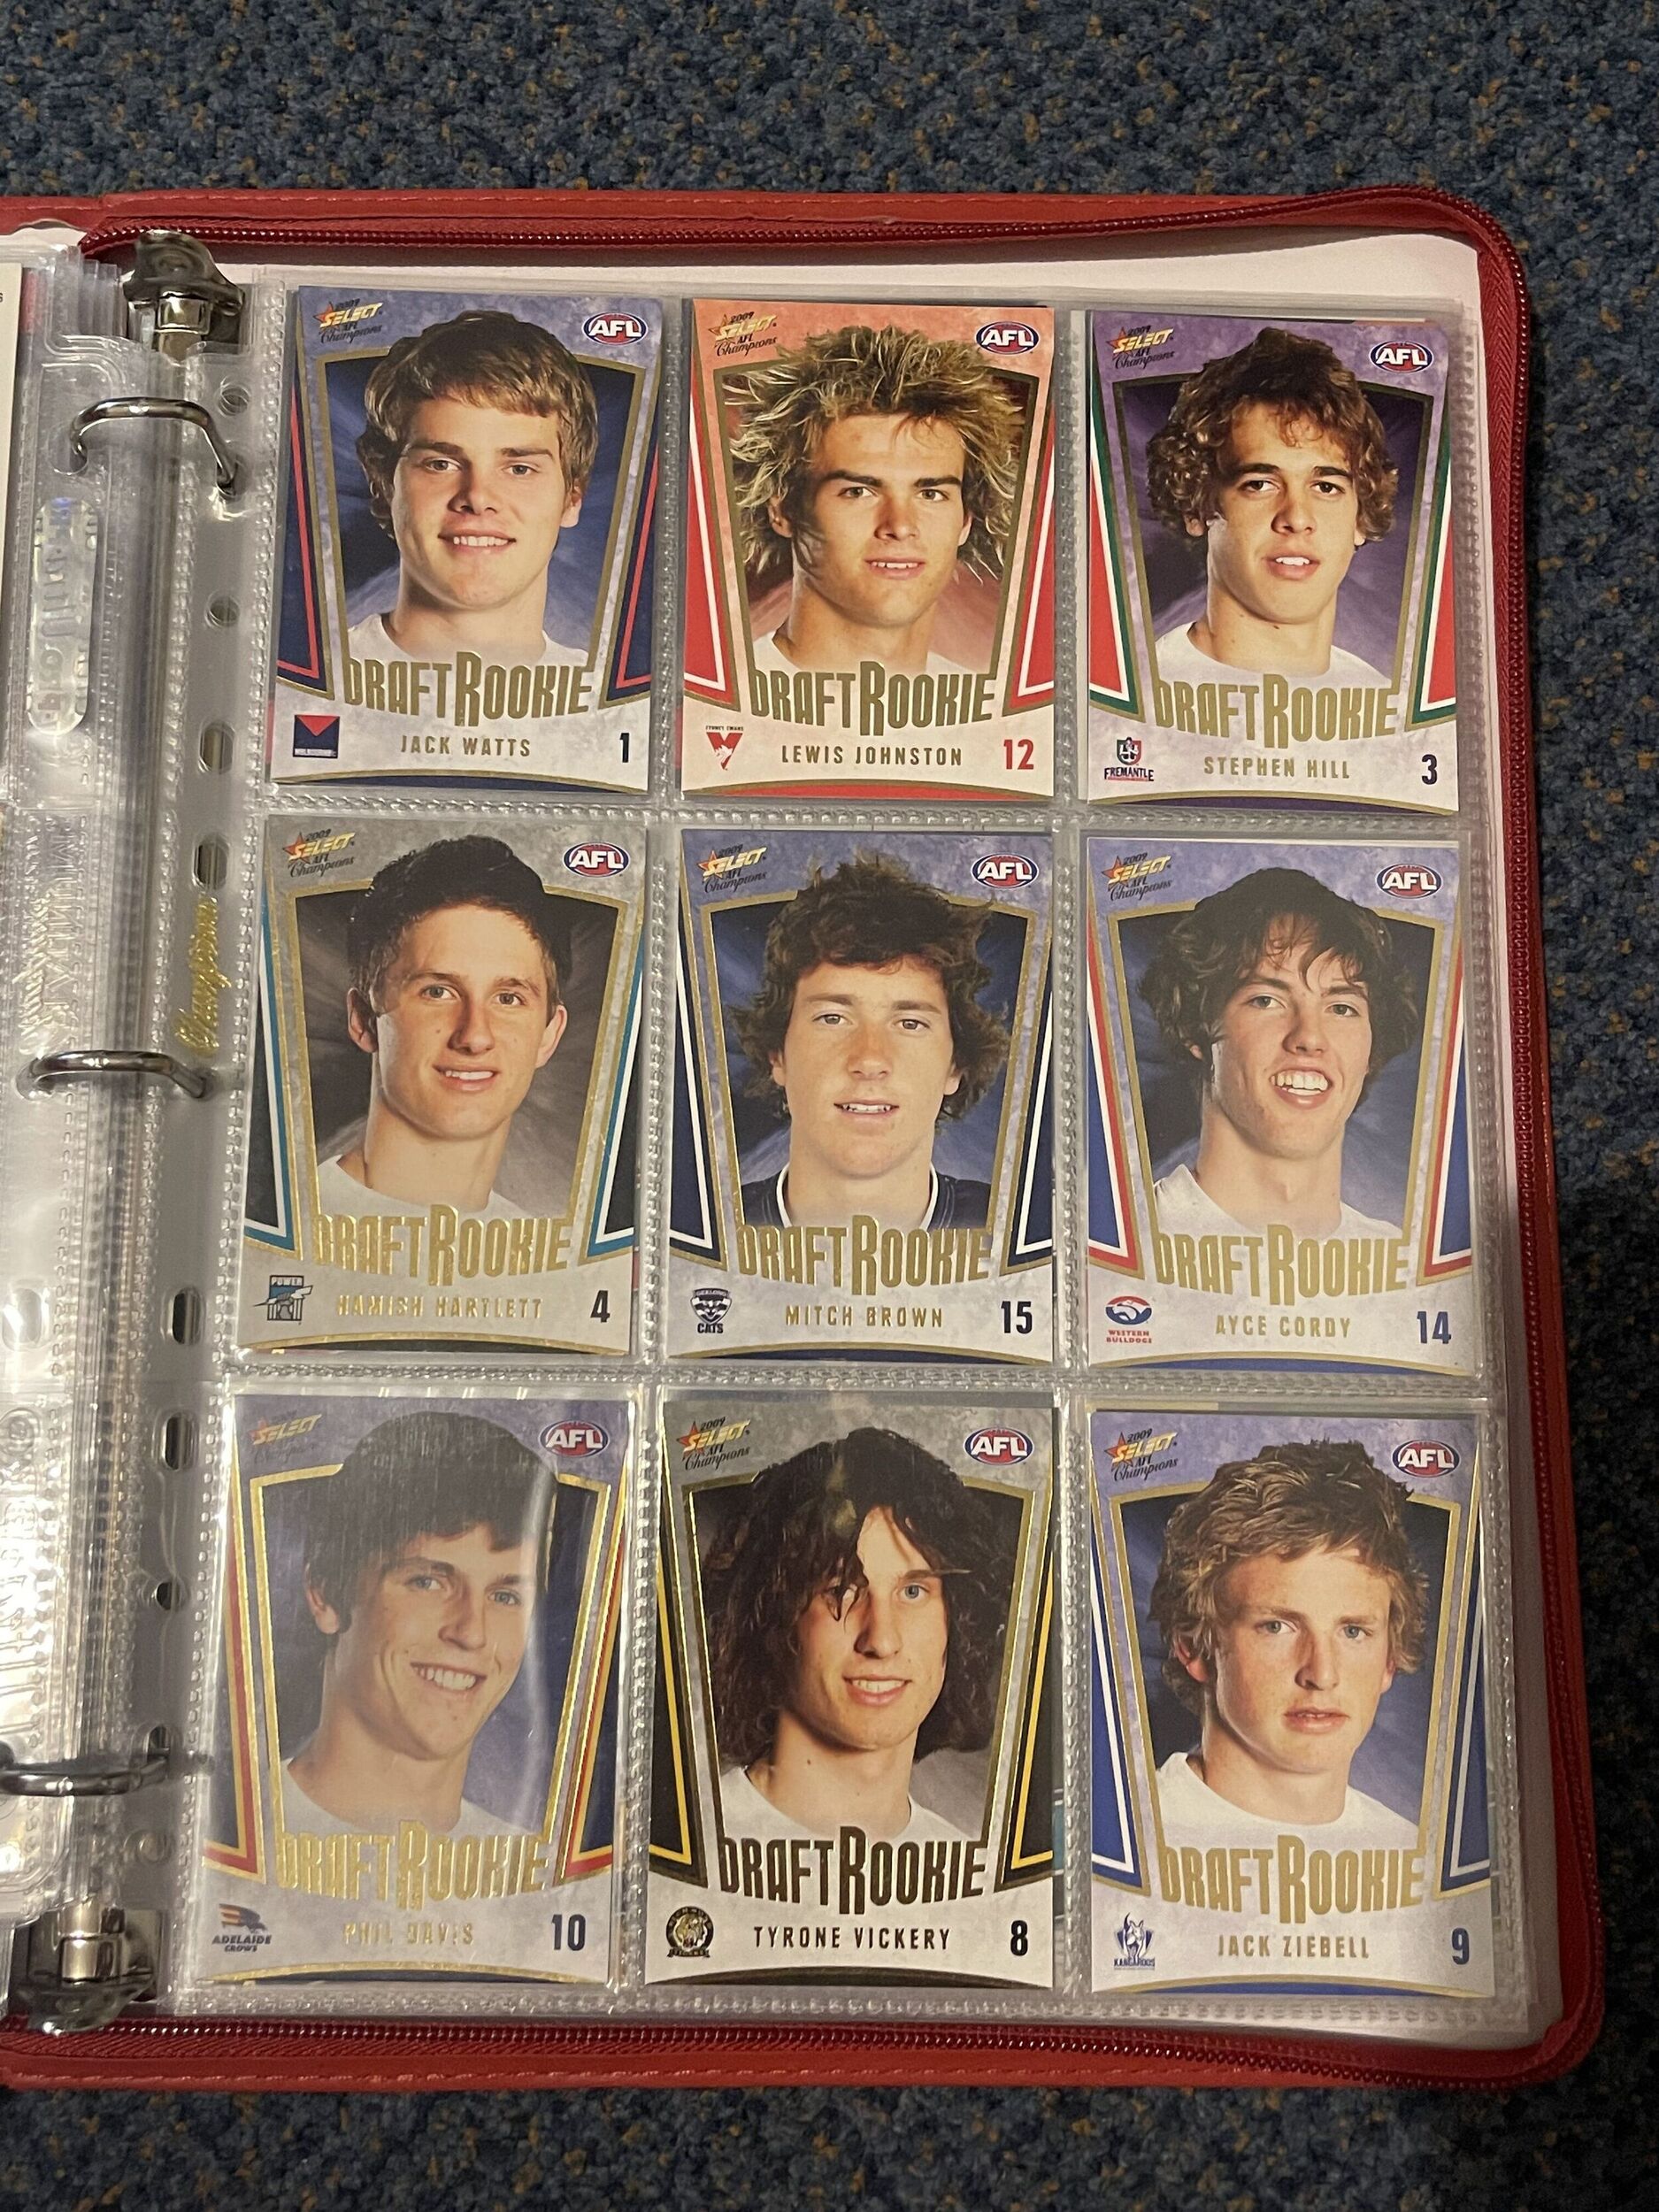 2009
SELECT
AFL
Champions
AFL
DRAFT ROOKIE
JACK WATTS 1
2009
SELECT
AFL
Champions
AFL
DRAFT ROOKIE
SYDNEY SWANS
LEWIS JOHNSTON 12
2009
SELECT
AFL
Champions
AFL
DRAFT ROOKIE
FREMANTLE
STEPHEN HILL 3
2009
SELECT
AFL
Champions
AFL
DRAFT ROOKIE
POWER
HAMISH HARTLETT 4
2009
SELECT
AFL
Champions
AFL
DRAFT ROOKIE
GEELONG
CATS
MITCH BROWN 15
2009
SELECT
AFL
Champions
AFL
DRAFT ROOKIE
WESTERN
BULLDOGS
AYCE CORDY 14
SELECT
AFL
DRAFT ROOKIE
ADELAIDE
CROWS
PHIL DAVIS 10
2009
SELECT
AFL
Champions
AFL
DRAFT ROOKIE
TYRONE VICKERY 8
2009
SELECT
AFL
Champions
AFL
DRAFT ROOKIE
KANGAROOS
JACK ZIEBELL 9
Champions